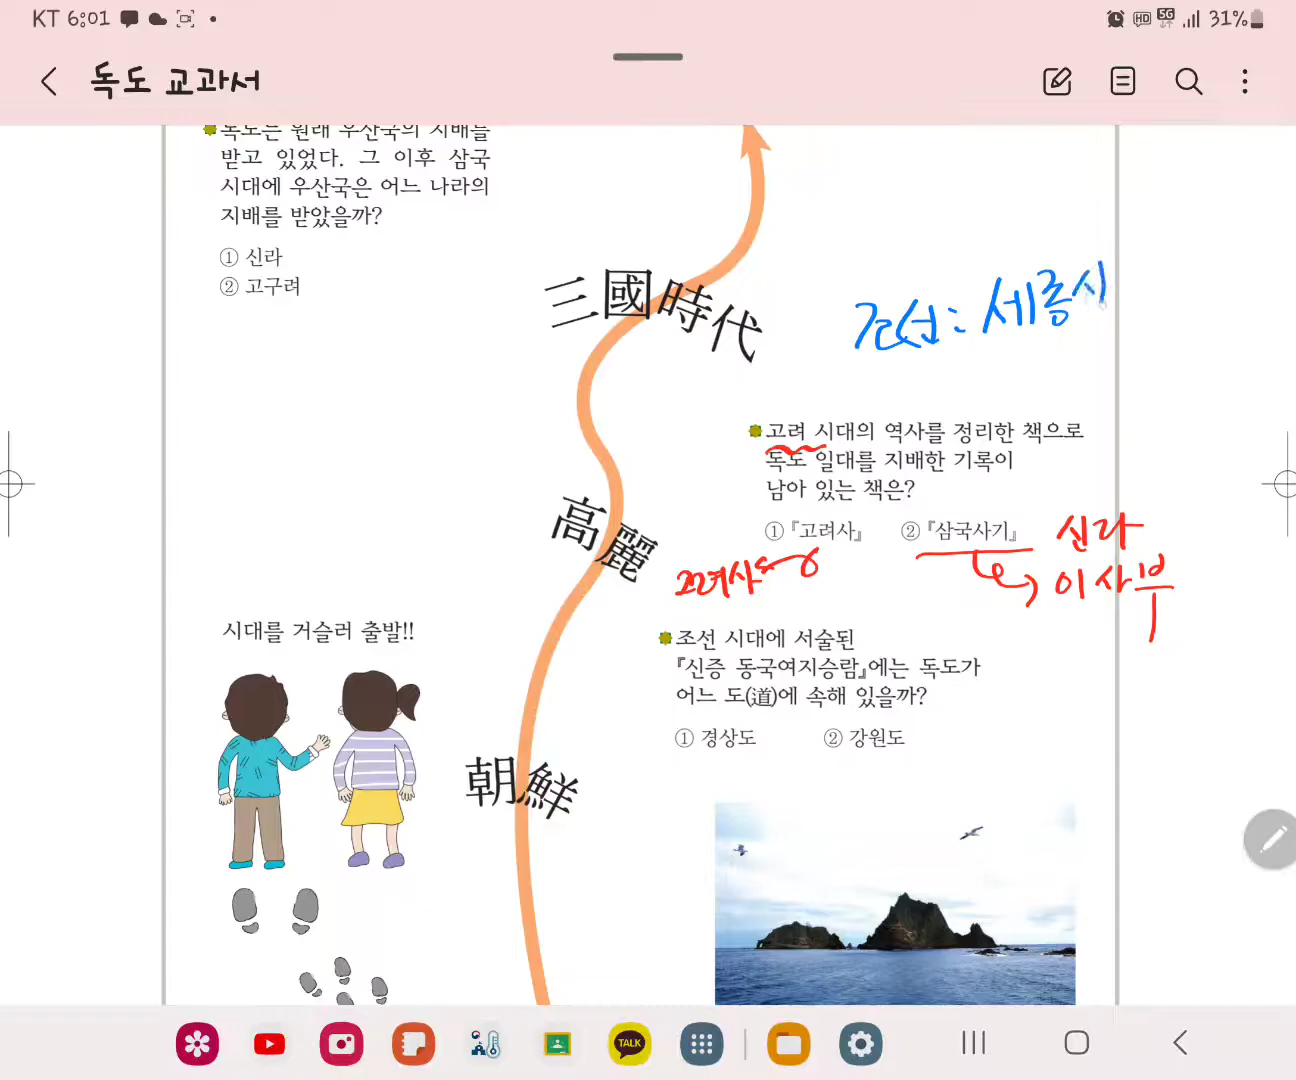 KT 6:01
HD 5G 31%
독도 교과서
독도는 원래 우산국의 지배를
받고 있었다. 그 이후 삼국
시대에 우산국은 어느 나라의
지배를 받았을까?
① 신라
② 고구려
三國時代
조선: 세종시
고려 시대의 역사를 정리한 책으로
독도 일대를 지배한 기록이
남아 있는 책은?
① 『고려사』 ② 『삼국사기』
신라
이사부
고려사
高麗
시대를 거슬러 출발!!
조선 시대에 서술된
『신증 동국여지승람』에는 독도가
어느 도(道)에 속해 있을까?
① 경상도 ② 강원도
朝鮮
TALK